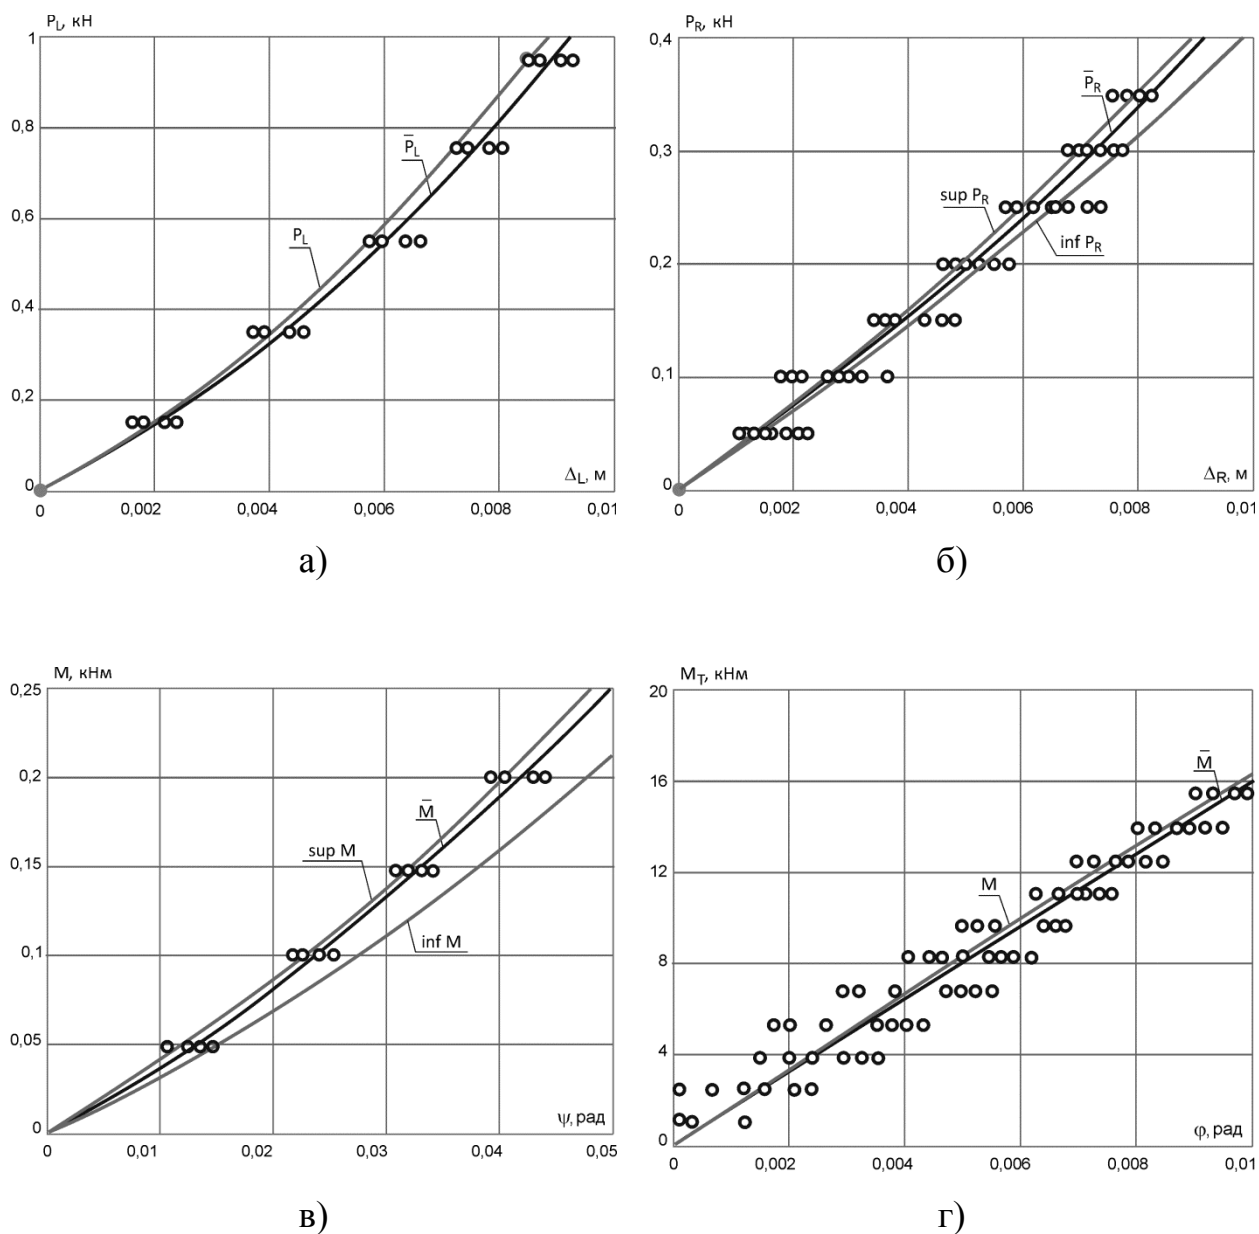 P_L, кН
1
0,8
0,6
0,4
0,2
0
P̄_L
P_L
Δ_L, м
0 0,002 0,004 0,006 0,008 0,01
а)
P_R, кН
0,4
0,3
0,2
0,1
0
P̄_R
sup P_R
inf P_R
Δ_R, м
0 0,002 0,004 0,006 0,008 0,01
б)
M, кНм
0,25
0,2
0,15
0,1
0,05
0
M̄
sup M
inf M
ψ, рад
0 0,01 0,02 0,03 0,04 0,05
в)
M_T, кНм
20
16
12
8
4
0
M̄
M
φ, рад
0 0,002 0,004 0,006 0,008 0,01
г)